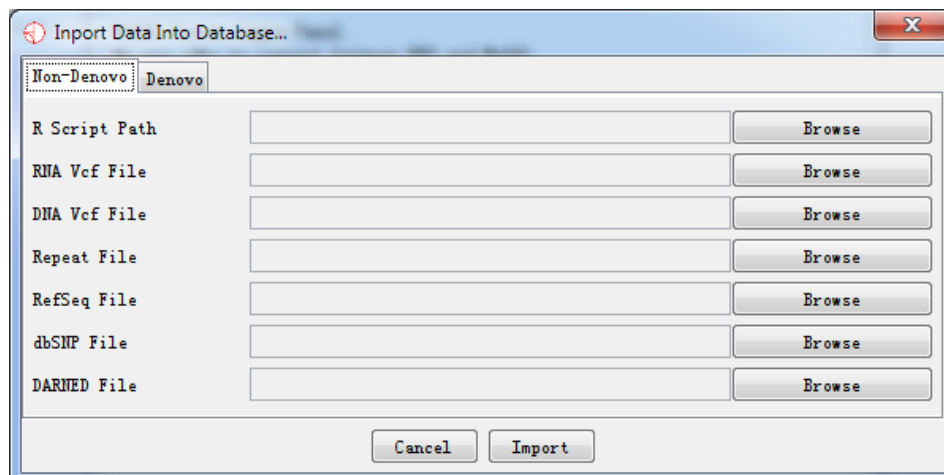 Inport Data Into Database...
Non-Denovo Denovo
R Script Path Browse
RNA Vcf File Browse
DNA Vcf File Browse
Repeat File Browse
RefSeq File Browse
dbSNP File Browse
DARNED File Browse
Cancel Import